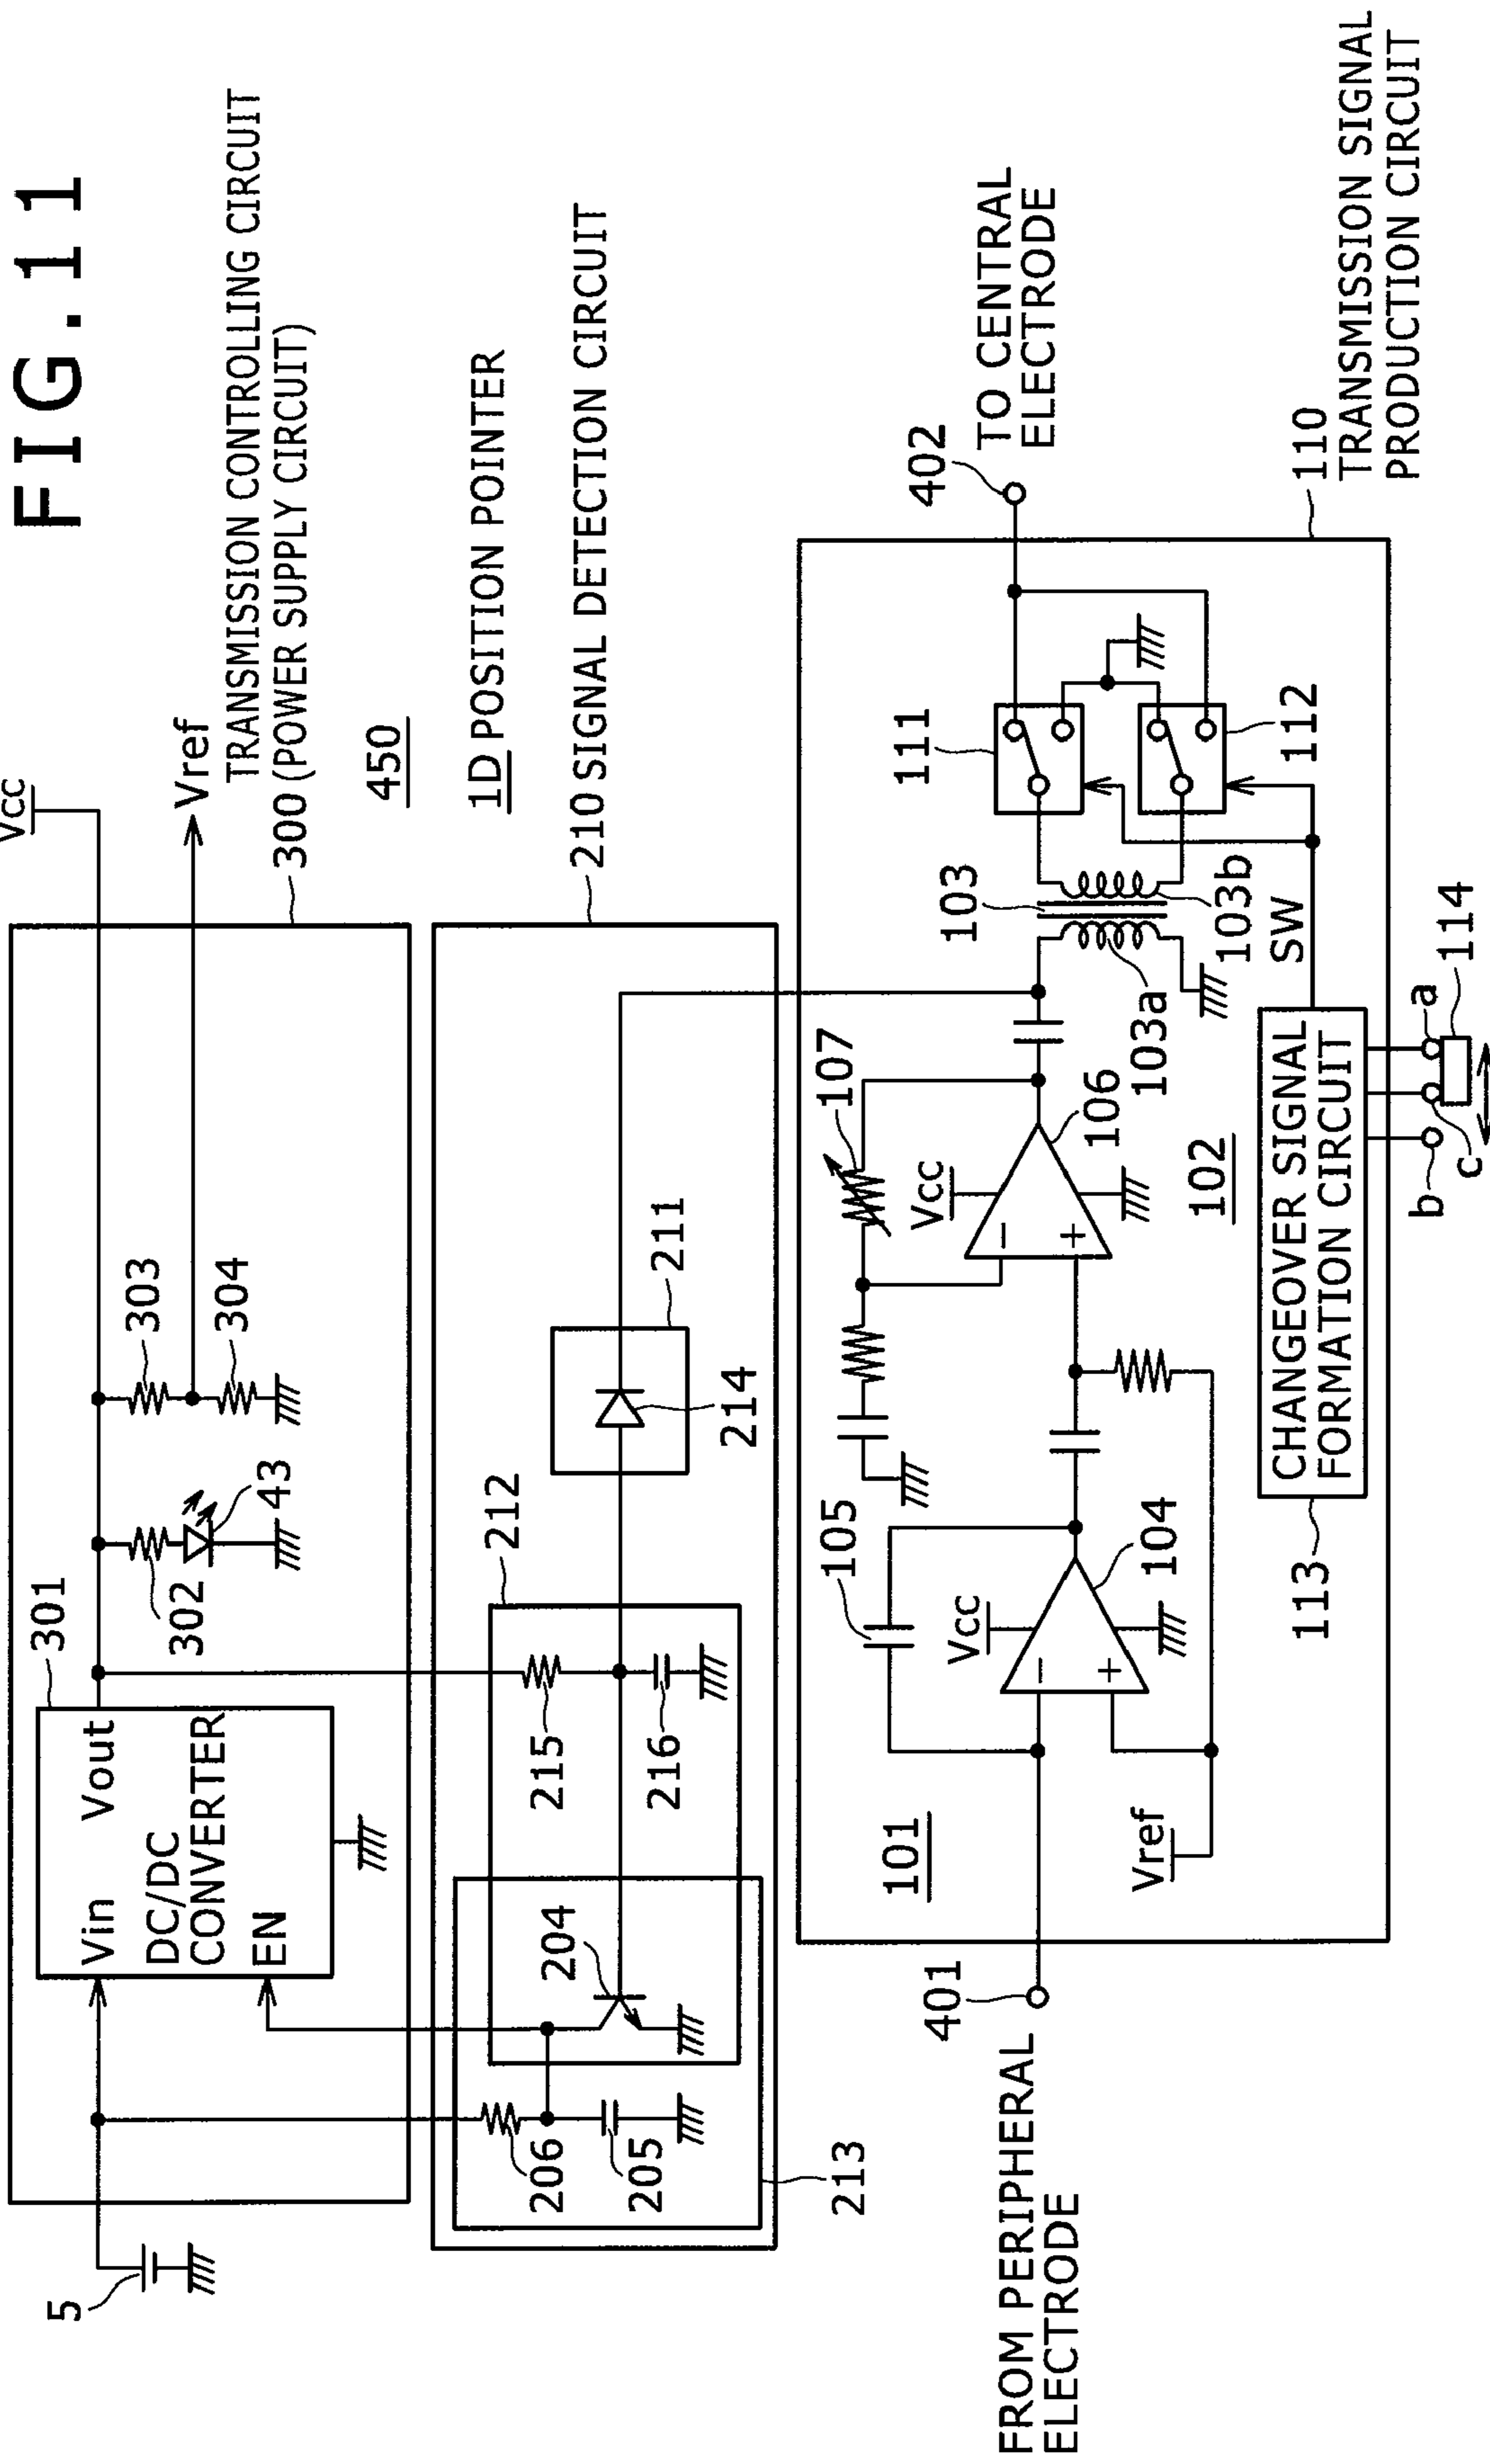 FIG.11
Vcc
Vref
TRANSMISSION CONTROLLING CIRCUIT
300 (POWER SUPPLY CIRCUIT)
450
1D POSITION POINTER
210 SIGNAL DETECTION CIRCUIT
5
Vin
Vout
DC/DC
CONVERTER
EN
301
302
43
303
304
206
205
204
213
215
216
212
214
211
FROM PERIPHERAL
ELECTRODE
401
101
Vref
105
Vcc
−
+
104
107
Vcc
−
+
106
102
103
103a
103b
111
112
SW
CHANGEOVER SIGNAL
FORMATION CIRCUIT
113
b
c
a
114
402
TO CENTRAL
ELECTRODE
110
TRANSMISSION SIGNAL
PRODUCTION CIRCUIT